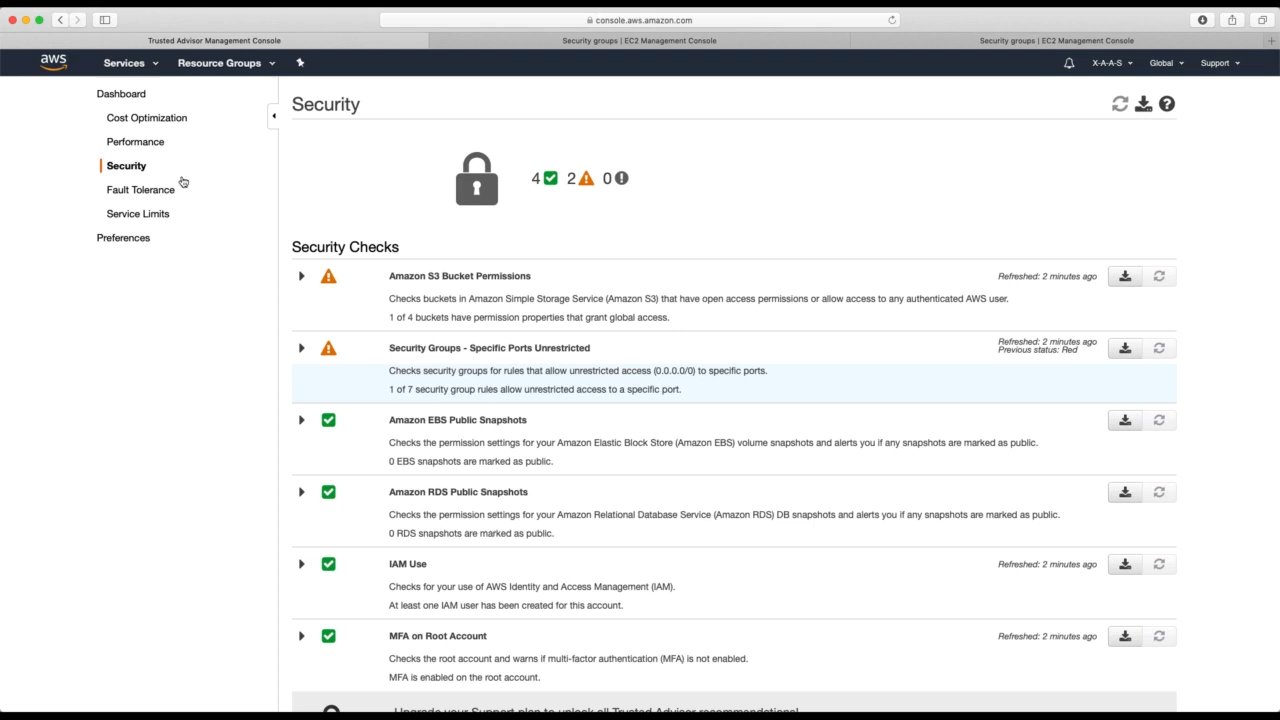 console.aws.amazon.com
Trusted Advisor Management Console
Security groups | EC2 Management Console
Security groups | EC2 Management Console
aws
Services
Resource Groups
X-A-A-S
Global
Support
Dashboard
Cost Optimization
Performance
Security
Fault Tolerance
Service Limits
Preferences
Security
4 2 0
Security Checks
Amazon S3 Bucket Permissions
Refreshed: 2 minutes ago
Checks buckets in Amazon Simple Storage Service (Amazon S3) that have open access permissions or allow access to any authenticated AWS user.
1 of 4 buckets have permission properties that grant global access.
Security Groups - Specific Ports Unrestricted
Refreshed: 2 minutes ago
Previous status: Red
Checks security groups for rules that allow unrestricted access (0.0.0.0/0) to specific ports.
1 of 7 security group rules allow unrestricted access to a specific port.
Amazon EBS Public Snapshots
Checks the permission settings for your Amazon Elastic Block Store (Amazon EBS) volume snapshots and alerts you if any snapshots are marked as public.
0 EBS snapshots are marked as public.
Amazon RDS Public Snapshots
Checks the permission settings for your Amazon Relational Database Service (Amazon RDS) DB snapshots and alerts you if any snapshots are marked as public.
0 RDS snapshots are marked as public.
IAM Use
Refreshed: 2 minutes ago
Checks for your use of AWS Identity and Access Management (IAM).
At least one IAM user has been created for this account.
MFA on Root Account
Refreshed: 2 minutes ago
Checks the root account and warns if multi-factor authentication (MFA) is not enabled.
MFA is enabled on the root account.
Upgrade your Support plan to unlock all Trusted Advisor recommendations!